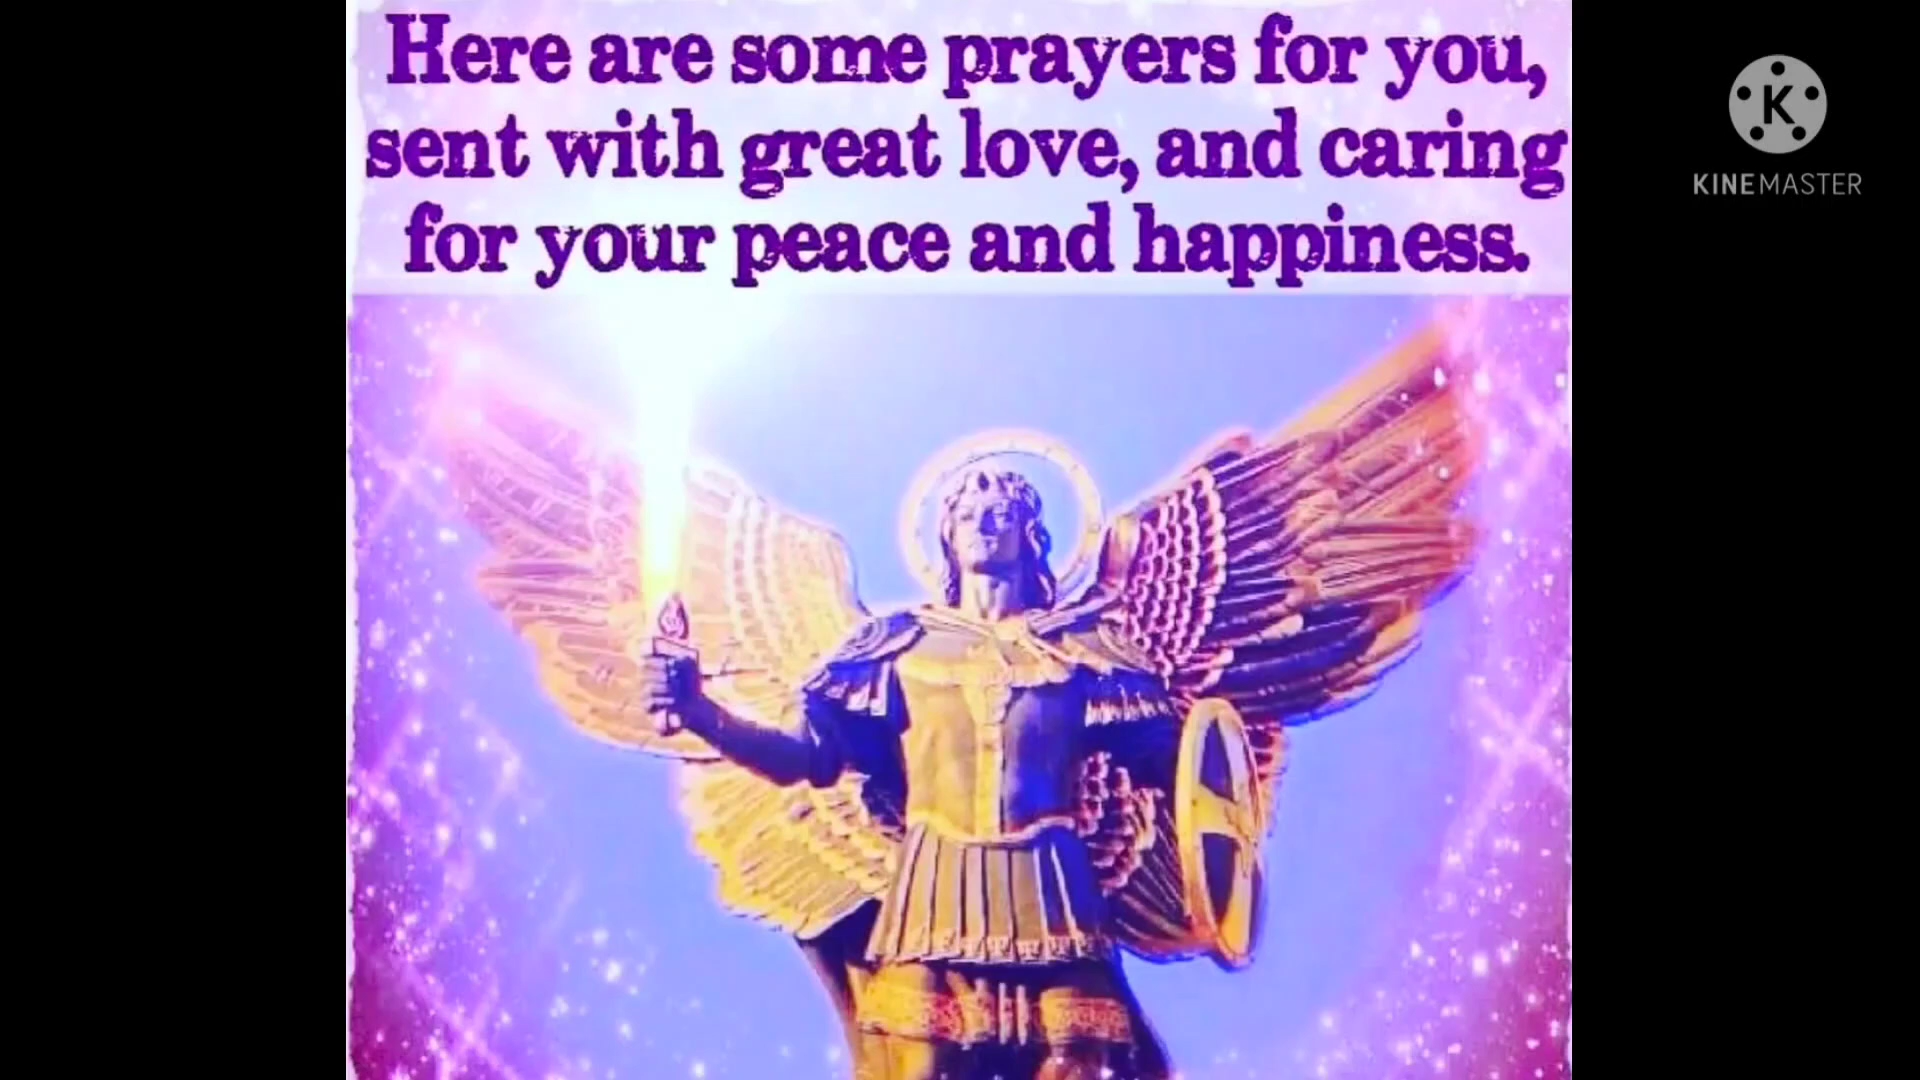 Here are some prayers for you,
sent with great love, and caring
for your peace and happiness.
K
KINEMASTER